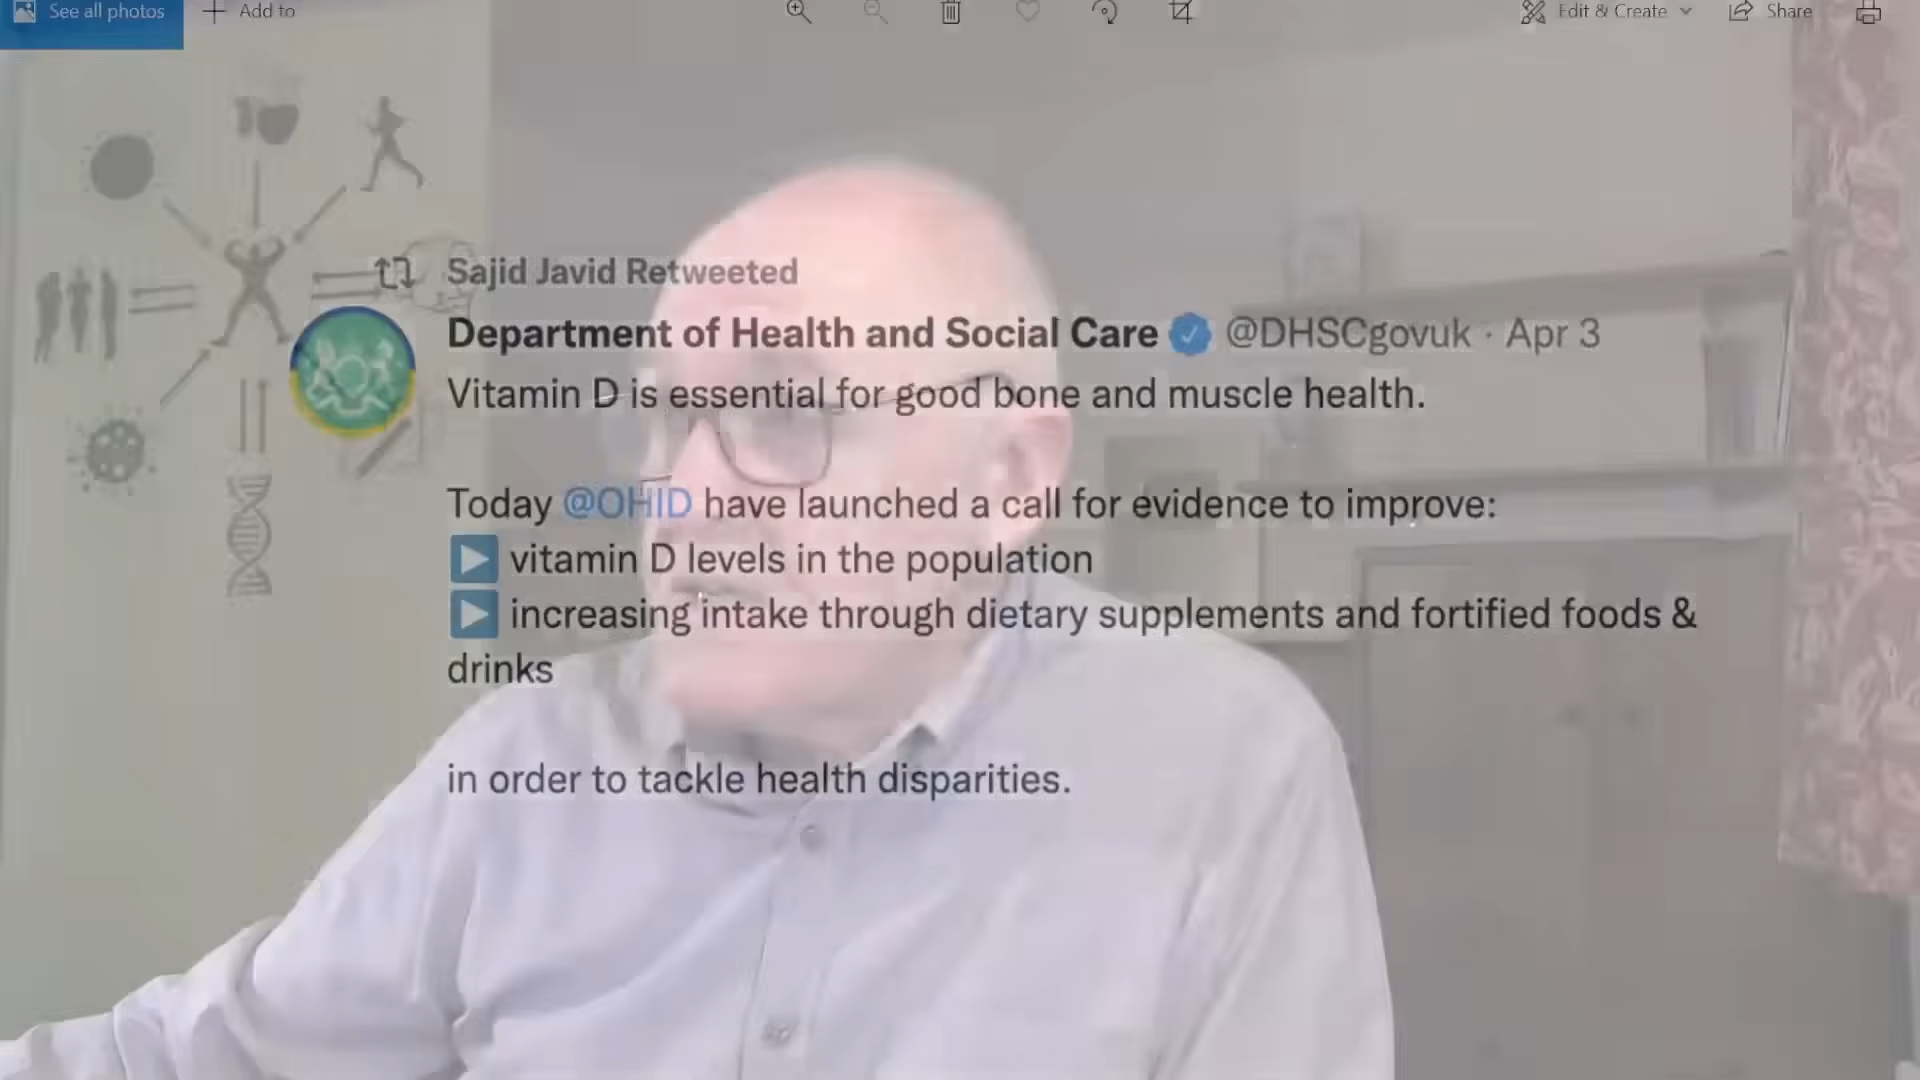 See all photos
Add to
Edit & Create
Share
Sajid Javid Retweeted
Department of Health and Social Care @DHSCgovuk · Apr 3
Vitamin D is essential for good bone and muscle health.
Today @OHID have launched a call for evidence to improve:
vitamin D levels in the population
increasing intake through dietary supplements and fortified foods &
drinks
in order to tackle health disparities.